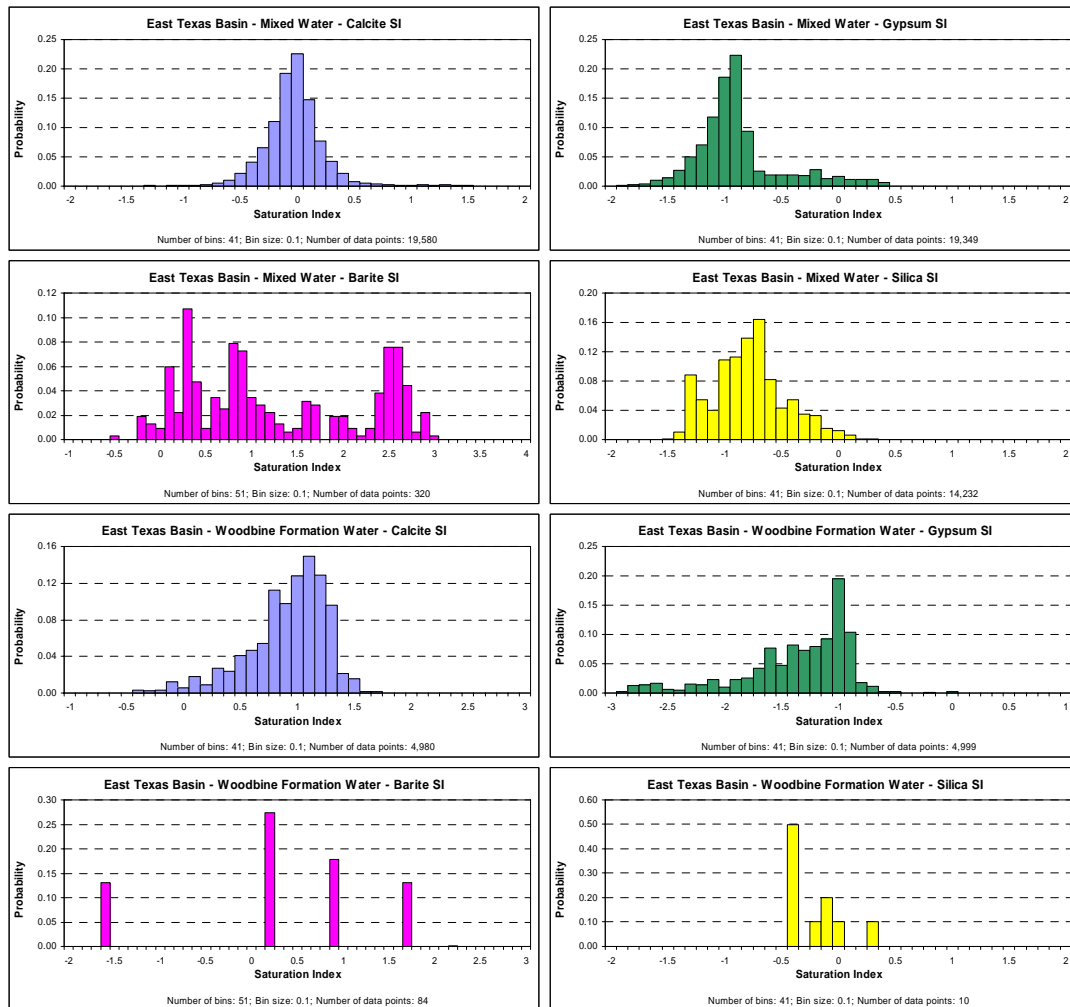 East Texas Basin - Mixed Water - Calcite SI
0.25
0.20
0.15
0.10
0.05
0.00
Probability
-2 -1.5 -1 -0.5 0 0.5 1 1.5 2
Saturation Index
Number of bins: 41; Bin size: 0.1; Number of data points: 19,580
East Texas Basin - Mixed Water - Gypsum SI
0.25
0.20
0.15
0.10
0.05
0.00
Probability
-2 -1.5 -1 -0.5 0 0.5 1 1.5 2
Saturation Index
Number of bins: 41; Bin size: 0.1; Number of data points: 19,349
East Texas Basin - Mixed Water - Barite SI
0.12
0.10
0.08
0.06
0.04
0.02
0.00
Probability
-1 -0.5 0 0.5 1 1.5 2 2.5 3 3.5 4
Saturation Index
Number of bins: 51; Bin size: 0.1; Number of data points: 320
East Texas Basin - Mixed Water - Silica SI
0.20
0.16
0.12
0.08
0.04
0.00
Probability
-2 -1.5 -1 -0.5 0 0.5 1 1.5 2
Saturation Index
Number of bins: 41; Bin size: 0.1; Number of data points: 14,232
East Texas Basin - Woodbine Formation Water - Calcite SI
0.16
0.12
0.08
0.04
0.00
Probability
-1 -0.5 0 0.5 1 1.5 2 2.5 3
Saturation Index
Number of bins: 41; Bin size: 0.1; Number of data points: 4,980
East Texas Basin - Woodbine Formation Water - Gypsum SI
0.25
0.20
0.15
0.10
0.05
0.00
Probability
-3 -2.5 -2 -1.5 -1 -0.5 0 0.5 1
Saturation Index
Number of bins: 41; Bin size: 0.1; Number of data points: 4,999
East Texas Basin - Woodbine Formation Water - Barite SI
0.30
0.25
0.20
0.15
0.10
0.05
0.00
Probability
-2 -1.5 -1 -0.5 0 0.5 1 1.5 2 2.5 3
Saturation Index
Number of bins: 51; Bin size: 0.1; Number of data points: 84
East Texas Basin - Woodbine Formation Water - Silica SI
0.60
0.50
0.40
0.30
0.20
0.10
0.00
Probability
-2 -1.5 -1 -0.5 0 0.5 1 1.5 2
Saturation Index
Number of bins: 41; Bin size: 0.1; Number of data points: 10